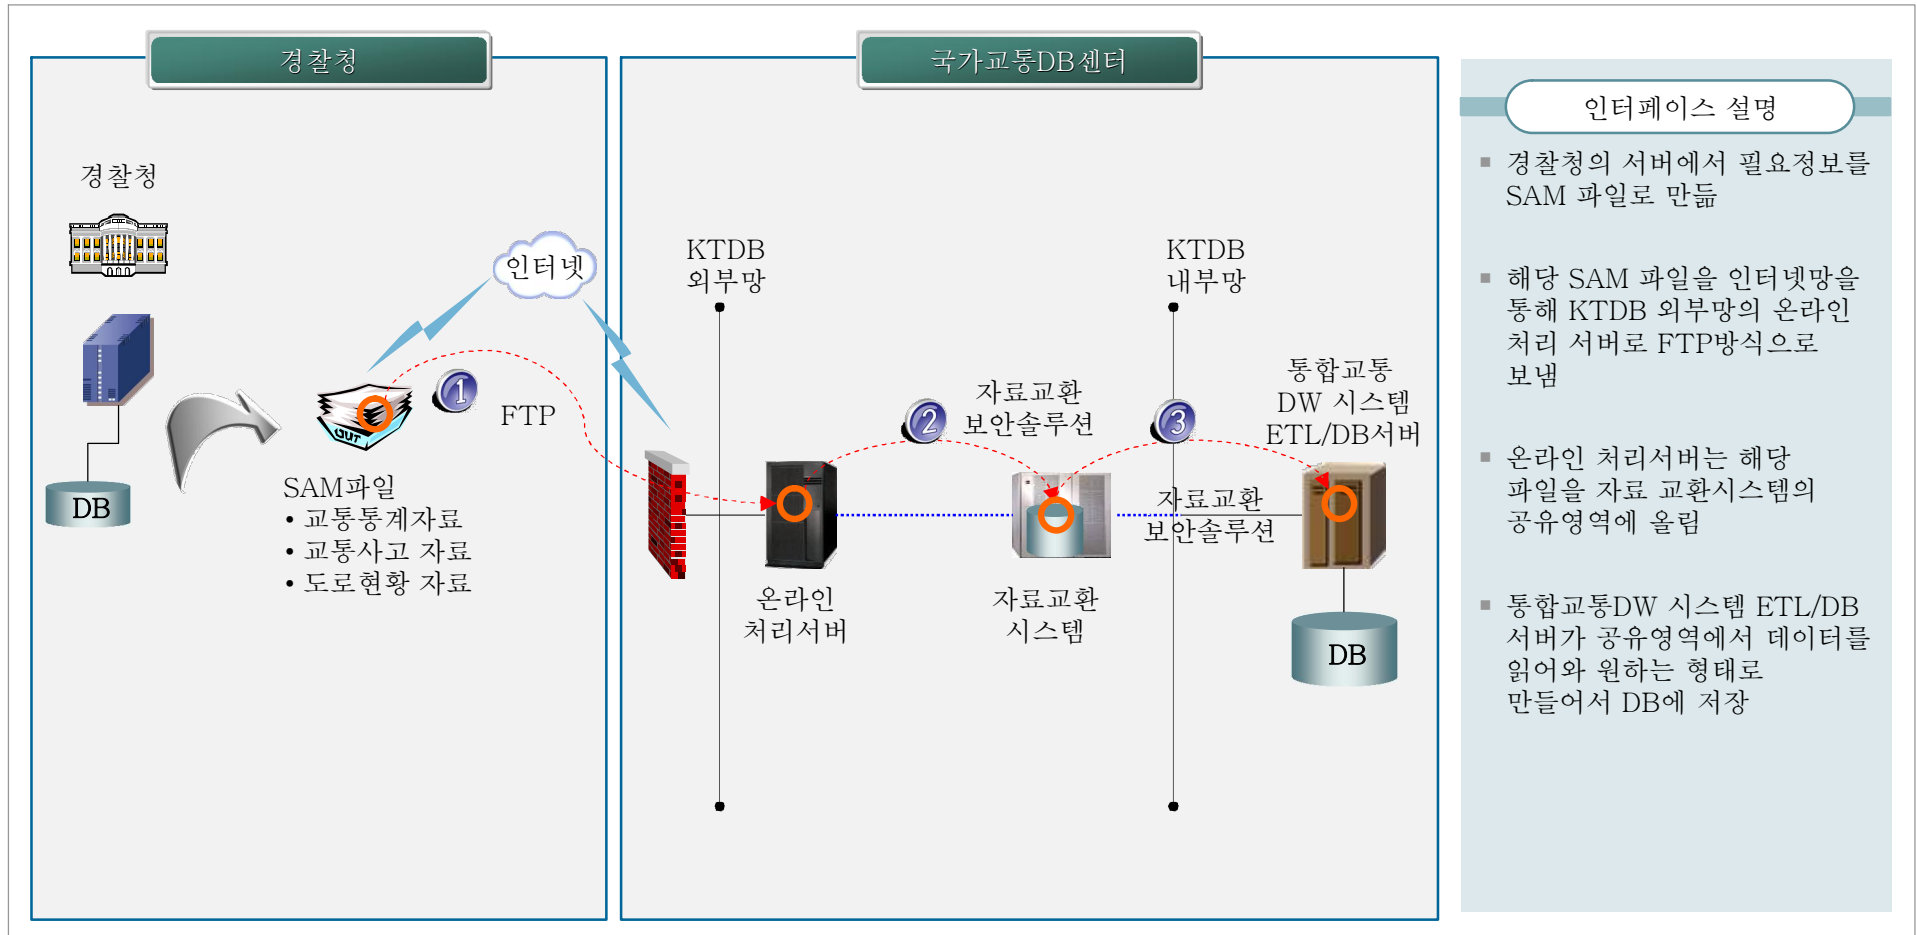 경찰청
국가교통DB센터
경찰청
DB
SAM파일
• 교통통계자료
• 교통사고 자료
• 도로현황 자료
OUT
1
FTP
인터넷
KTDB
외부망
온라인
처리서버
2
자료교환
보안솔루션
자료교환
시스템
KTDB
내부망
3
자료교환
보안솔루션
통합교통
DW 시스템
ETL/DB서버
DB
인터페이스 설명
▪ 경찰청의 서버에서 필요정보를
SAM 파일로 만듦
▪ 해당 SAM 파일을 인터넷망을
통해 KTDB 외부망의 온라인
처리 서버로 FTP방식으로
보냄
▪ 온라인 처리서버는 해당
파일을 자료 교환시스템의
공유영역에 올림
▪ 통합교통DW 시스템 ETL/DB
서버가 공유영역에서 데이터를
읽어와 원하는 형태로
만들어서 DB에 저장